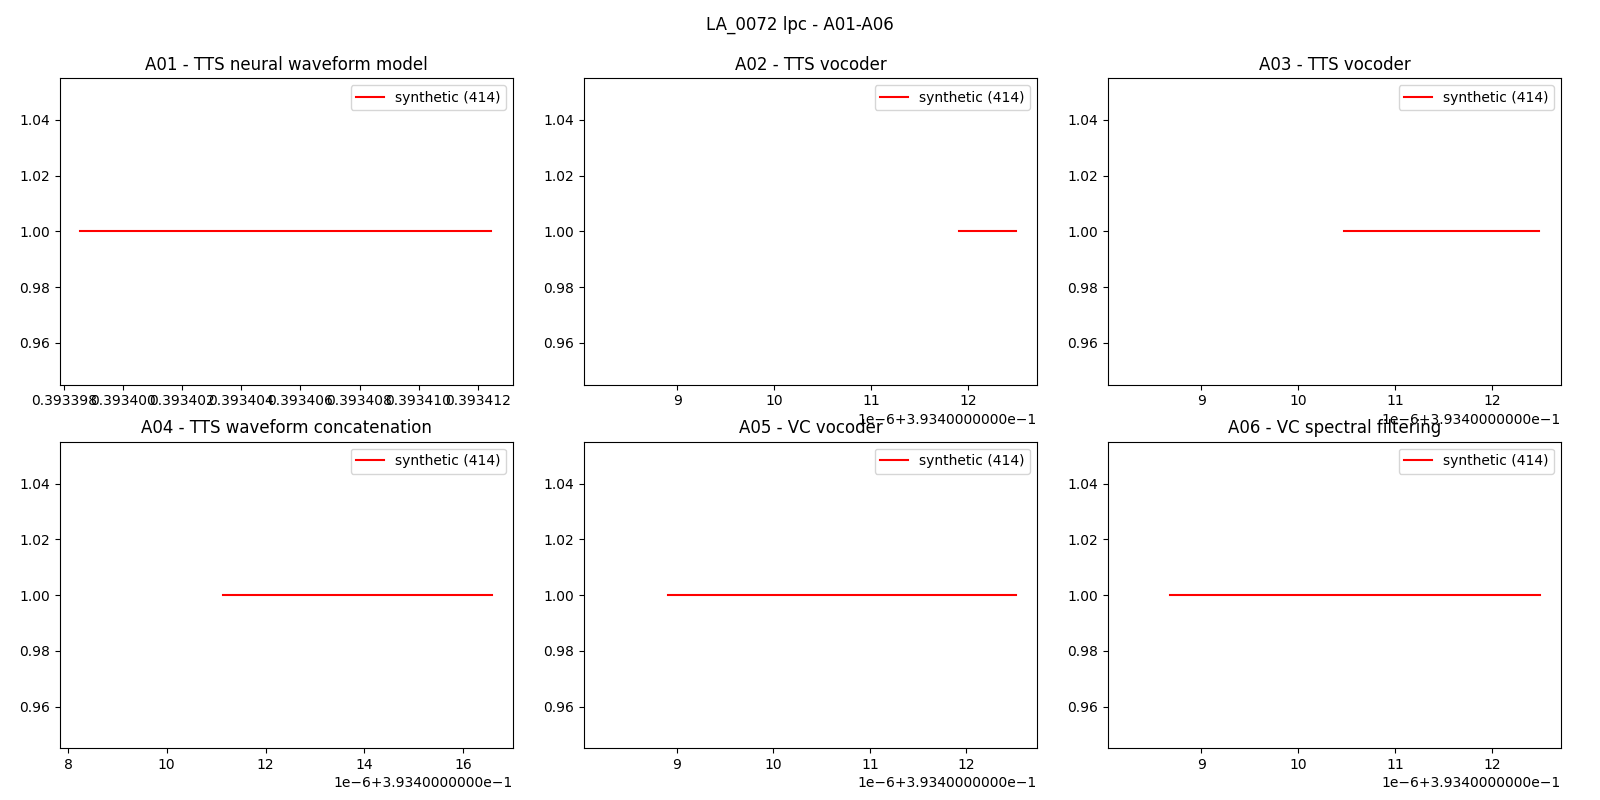 LA_0072 lpc - A01-A06
A01 - TTS neural waveform model
A02 - TTS vocoder
A03 - TTS vocoder
synthetic (414)
synthetic (414)
synthetic (414)
1.04
1.02
1.00
0.98
0.96
1.04
1.02
1.00
0.98
0.96
1.04
1.02
1.00
0.98
0.96
0.393398 0.393400 0.393402 0.393404 0.393406 0.393408 0.393410 0.393412
9 10 11 12
1e−6+3.9340000000e−1
9 10 11 12
1e−6+3.9340000000e−1
A04 - TTS waveform concatenation
A05 - VC vocoder
A06 - VC spectral filtering
synthetic (414)
synthetic (414)
synthetic (414)
1.04
1.02
1.00
0.98
0.96
1.04
1.02
1.00
0.98
0.96
1.04
1.02
1.00
0.98
0.96
8 10 12 14 16
1e−6+3.9340000000e−1
9 10 11 12
1e−6+3.9340000000e−1
9 10 11 12
1e−6+3.9340000000e−1